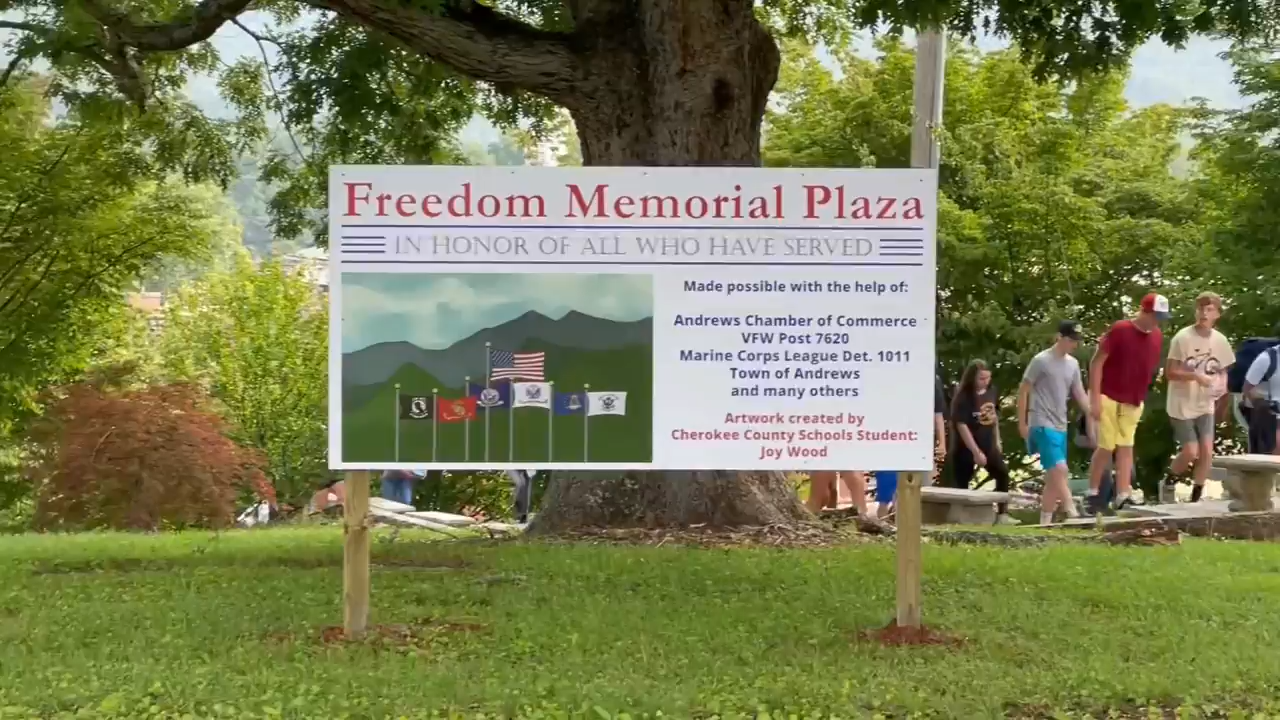 Freedom Memorial Plaza
IN HONOR OF ALL WHO HAVE SERVED
Made possible with the help of:
Andrews Chamber of Commerce
VFW Post 7620
Marine Corps League Det. 1011
Town of Andrews
and many others
Artwork created by
Cherokee County Schools Student:
Joy Wood